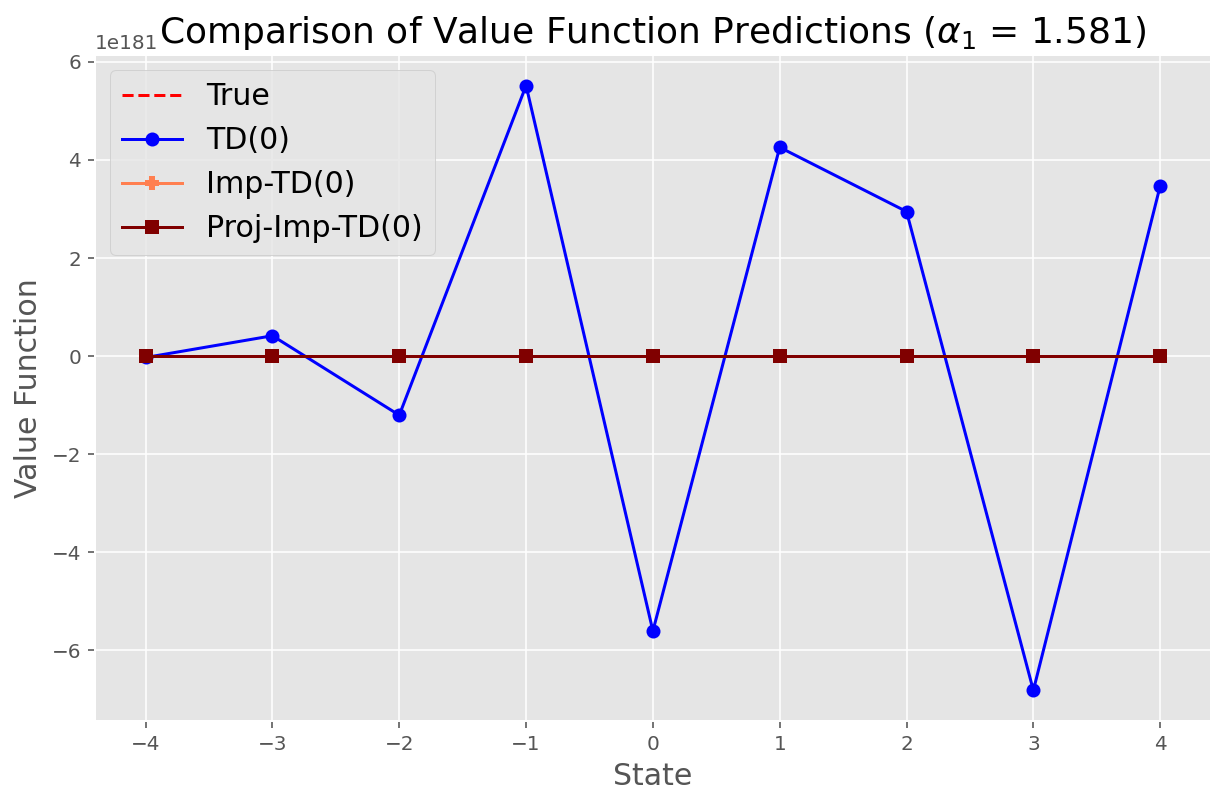 Comparison of Value Function Predictions (α₁ = 1.581)
1e181
True
TD(0)
Imp-TD(0)
Proj-Imp-TD(0)
6
4
2
0
−2
−4
−6
Value Function
−4 −3 −2 −1 0 1 2 3 4
State